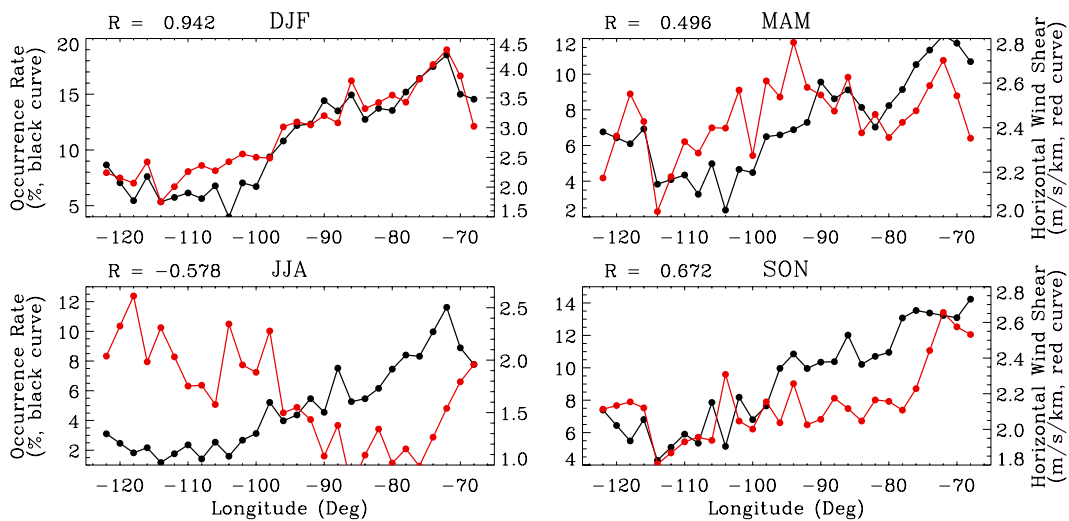 R = 0.942 DJF
R = 0.496 MAM
Occurrence Rate
(%, black curve)
20
15
10
5
4.5
4.0
3.5
3.0
2.5
2.0
1.5
-120 -110 -100 -90 -80 -70
12
10
8
6
4
2
2.8
2.6
2.4
2.2
2.0
Horizontal Wind Shear
(m/s/km, red curve)
-120 -110 -100 -90 -80 -70
R = -0.578 JJA
R = 0.672 SON
Occurrence Rate
(%, black curve)
12
10
8
6
4
2
2.5
2.0
1.5
1.0
-120 -110 -100 -90 -80 -70
Longitude (Deg)
14
12
10
8
6
4
2.8
2.6
2.4
2.2
2.0
1.8
Horizontal Wind Shear
(m/s/km, red curve)
-120 -110 -100 -90 -80 -70
Longitude (Deg)